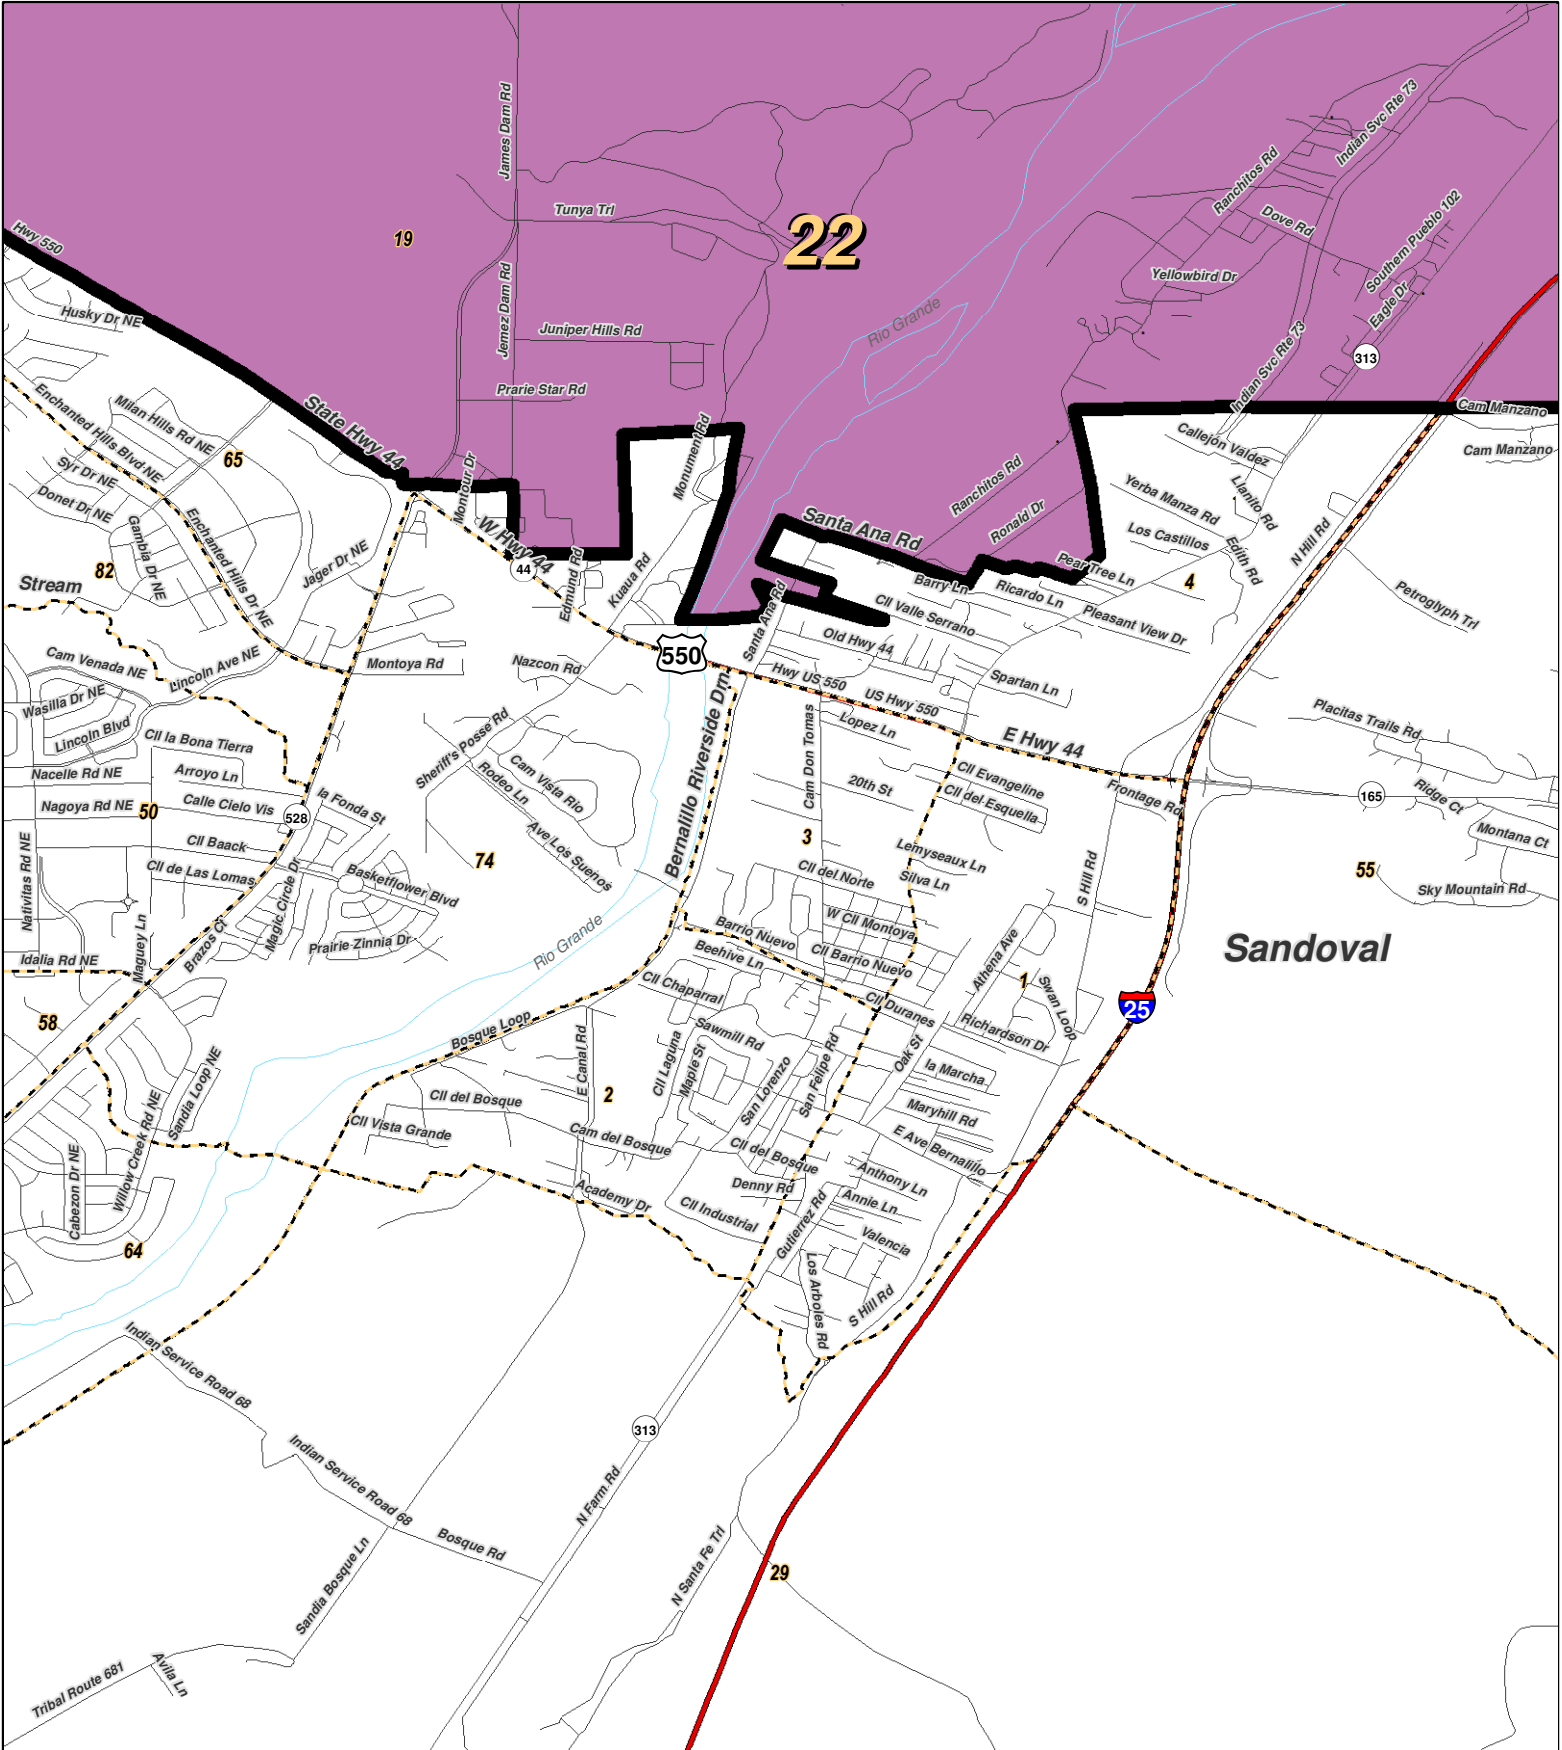 James Dam Rd
Indian Svc Rte 73
Ranchitos Rd
Tunya Trl
Dove Rd
Southern Pueblo 102
22
19
Hwy 550
Yellowbird Dr
Eagle Dr
Jemez Dam Rd
Husky Dr NE
Juniper Hills Rd
Rio Grande
Indian Svc Rte 73
313
Prarie Star Rd
Cam Manzano
Enchanted Hills Blvd NE
Milan Hills Rd NE
State Hwy 44
Callejón Valdez
Cam Manzano
65
Syr Dr NE
Montour Dr
Monument Rd
Ranchitos Rd
Yerba Manza Rd
Llanito Rd
Donet Dr NE
Gambia Dr NE
Enchanted Hills Dr NE
W Hwy 44
Santa Ana Rd
Ronald Dr
Los Castillos
N Hill Rd
82
Jager Dr NE
44
Edmund Rd
Kuaua Rd
Pear Tree Ln
Edith Rd
Stream
Barry Ln
Ricardo Ln
4
Petroglyph Trl
Cll Valle Serrano
Pleasant View Dr
Santa Ana Rd
Old Hwy 44
Cam Venada NE
Lincoln Ave NE
Montoya Rd
Nazcon Rd
550
Hwy US 550
Spartan Ln
Wasilla Dr NE
US Hwy 550
Lincoln Blvd
Cll la Bona Tierra
Sheriff's Posse Rd
Bernalillo Riverside Drn
Lopez Ln
E Hwy 44
Placitas Trails Rd
Nacelle Rd NE
Arroyo Ln
Cam Vista Rio
Rodeo Ln
Cam Don Tomas
20th St
Cll Evangeline
Cll del Esquella
Frontage Rd
165
Ridge Ct
Nagoya Rd NE
50
Calle Cielo Vis
528
la Fonda St
3
Montana Ct
Nativitas Rd NE
Cll Baack
74
Ave Los Suenos
Lemyseaux Ln
S Hill Rd
Cll de Las Lomas
Basketflower Blvd
Cll del Norte
Silva Ln
55
Sky Mountain Rd
Maguey Ln
Brazos Ct
Magic Circle Dr
Prairie Zinnia Dr
Barrio Nuevo
W Cll Montoya
Sandoval
Idalia Rd NE
Rio Grande
Beehive Ln
Cll Barrio Nuevo
Athena Ave
1
Cll Chaparral
Cll Duranes
Swan Loop
25
58
Bosque Loop
Sawmill Rd
Richardson Dr
Sandia Loop NE
E Canal Rd
Cll Laguna
Maple St
San Lorenzo
San Felipe Rd
Oak St
la Marcha
2
Cll del Bosque
Maryhill Rd
Willow Creek Rd NE
Cll Vista Grande
Cam del Bosque
Cll del Bosque
E Ave Bernalillo
Cabezon Dr NE
Academy Dr
Denny Rd
Anthony Ln
Annie Ln
Cll Industrial
Gutierrez Rd
Valencia
64
Los Arboles Rd
S Hill Rd
Indian Service Road 68
313
Indian Service Road 68
N Farm Rd
Bosque Rd
Sandia Bosque Ln
N Santa Fe Trl
29
Tribal Route 681
Avila Ln